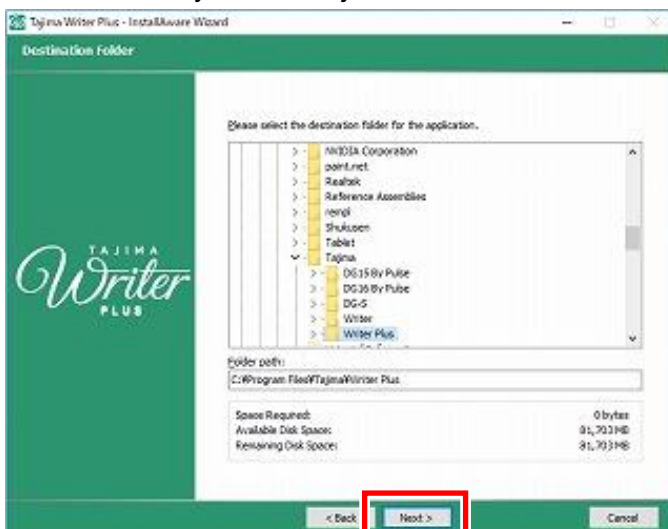 Tajima Writer Plus - InstallAware Wizard
Destination Folder
Please select the destination folder for the application.
NVIDIA Corporation
paint.net
Realtek
Reference Assemblies
rempl
Shukusen
Tablet
Tajima
DG15 By Pulse
DG16 By Pulse
DG-S
Writer
Writer Plus
TAJIMA
Writer
PLUS
Folder path:
C:¥Program Files¥Tajima¥Writer Plus
Space Required: 0 bytes
Available Disk Space: 81,703 MB
Remaining Disk Space: 81,703 MB
< Back
Next >
Cancel